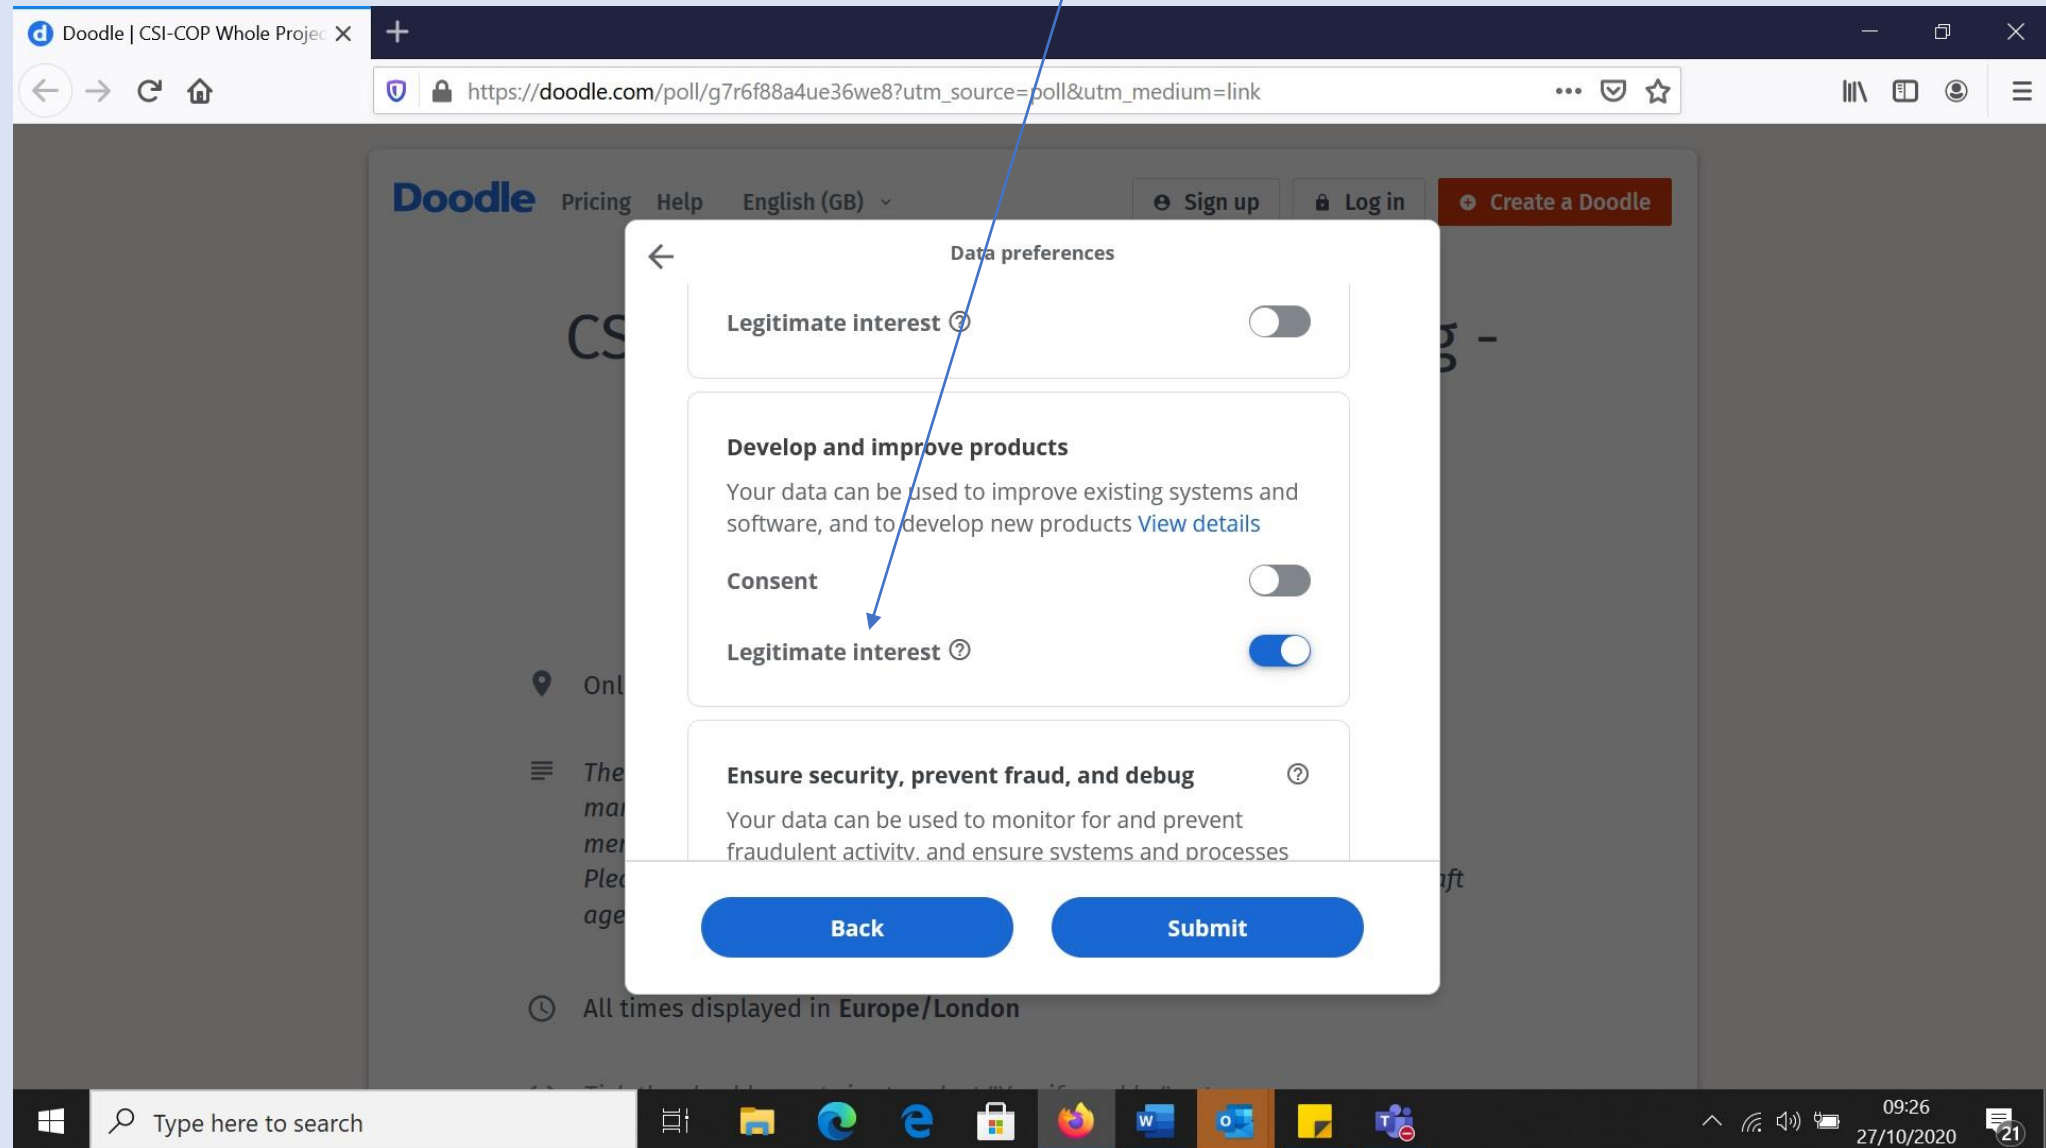 Doodle | CSI-COP Whole Projec
https://doodle.com/poll/g7r6f88a4ue36we8?utm_source=poll&utm_medium=link
Doodle Pricing Help English (GB) Sign up Log in Create a Doodle
Data preferences
CS
g -
Legitimate interest
Develop and improve products
Your data can be used to improve existing systems and
software, and to develop new products View details
Consent
Legitimate interest
Onl
Ensure security, prevent fraud, and debug
The
Your data can be used to monitor for and prevent
fraudulent activity, and ensure systems and processes
Back Submit
All times displayed in Europe/London
Type here to search
09:26
27/10/2020
21